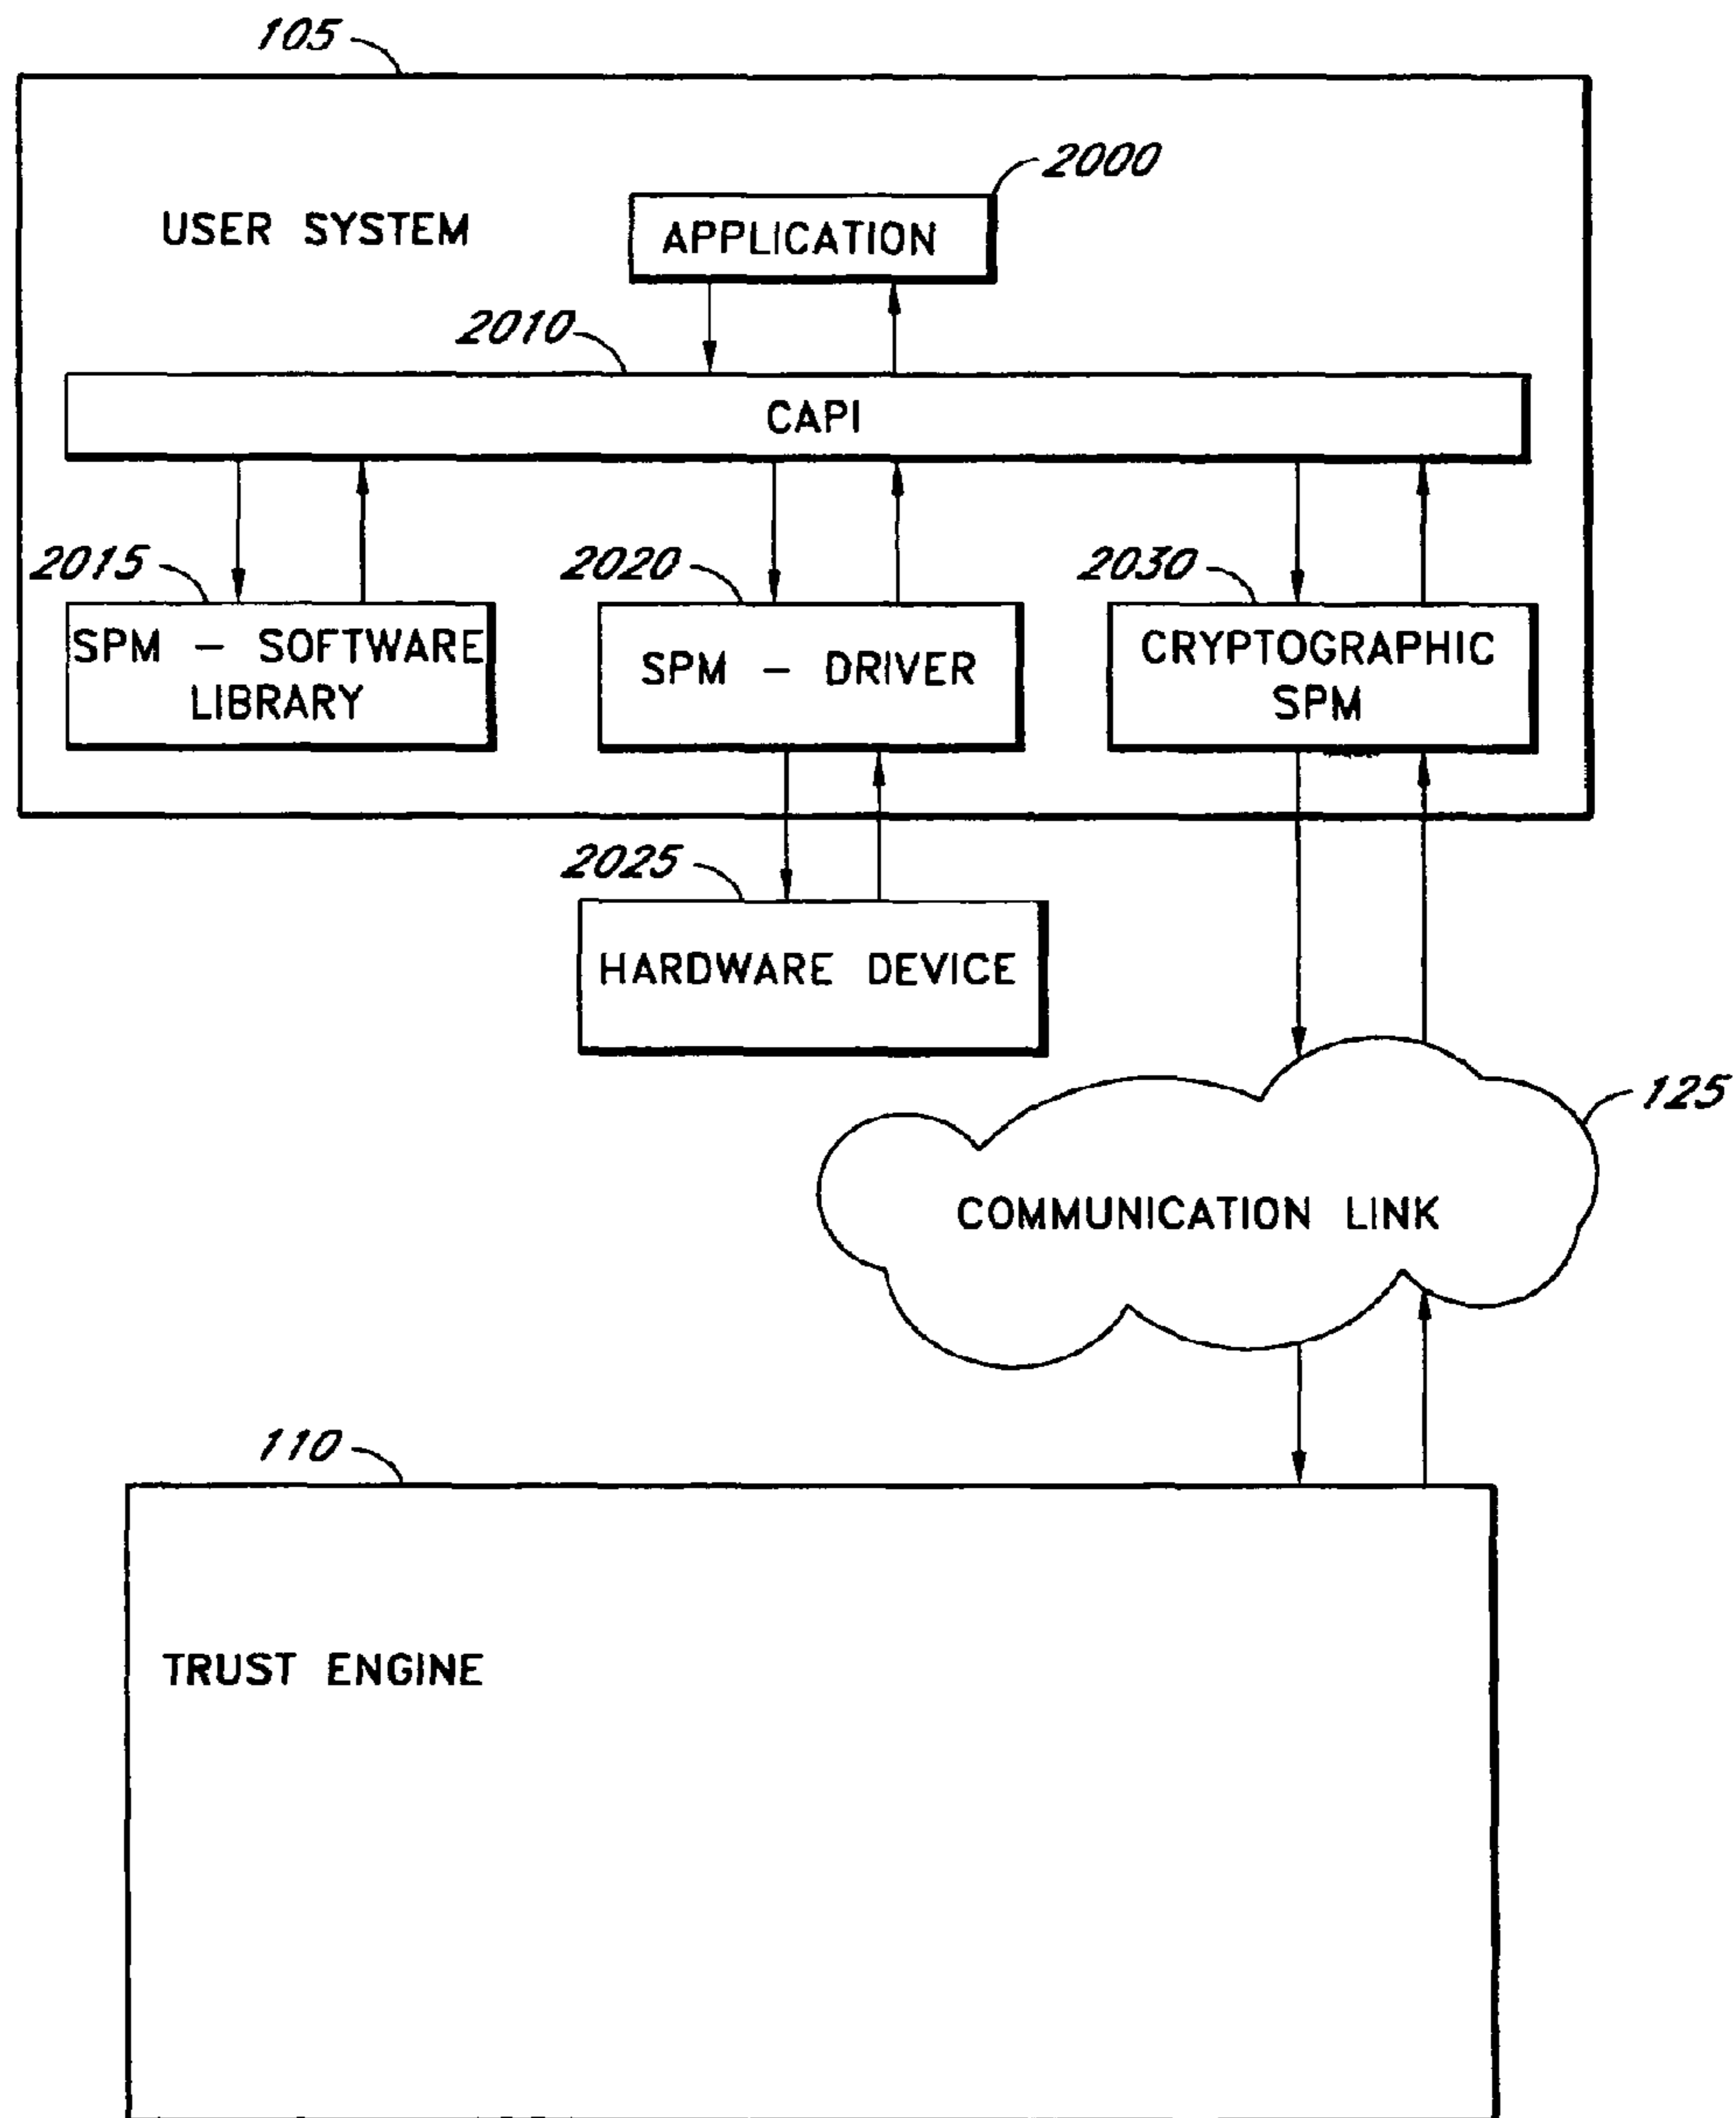 105
2000
USER SYSTEM
APPLICATION
2010
CAPI
2015
2020
2030
SPM – SOFTWARE
LIBRARY
SPM – DRIVER
CRYPTOGRAPHIC
SPM
2025
HARDWARE DEVICE
125
COMMUNICATION LINK
110
TRUST ENGINE